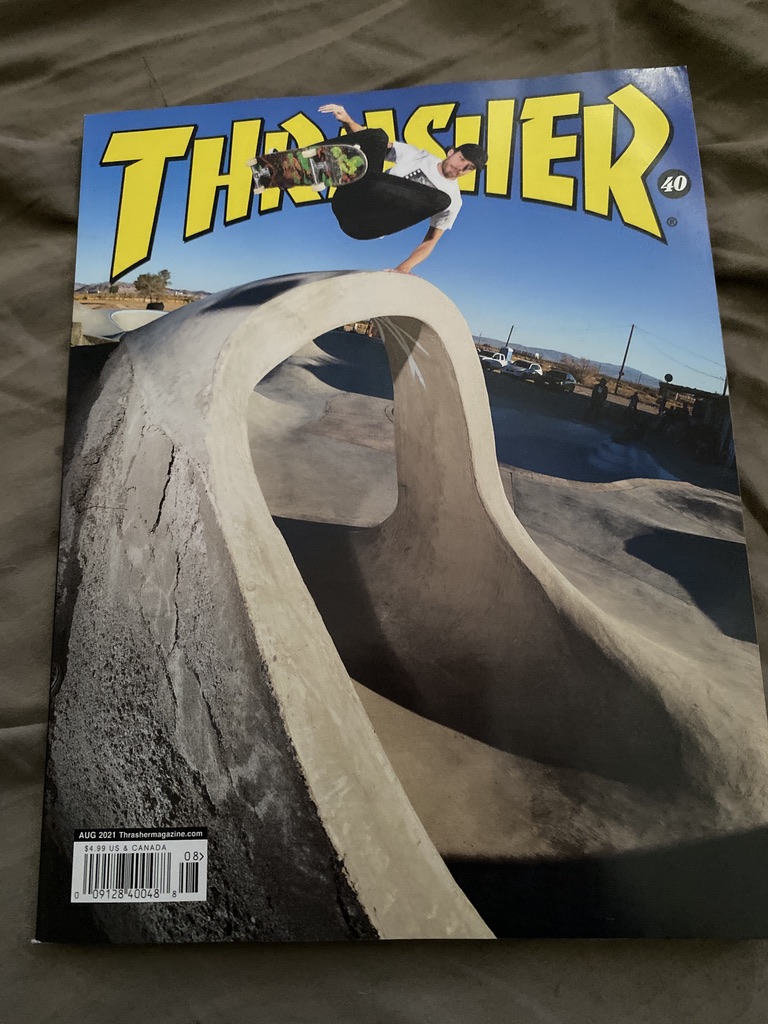 THRASHER
40
®
AUG 2021 Thrashermagazine.com
$4.99 US & CANADA
08>
0 09128 40048 8